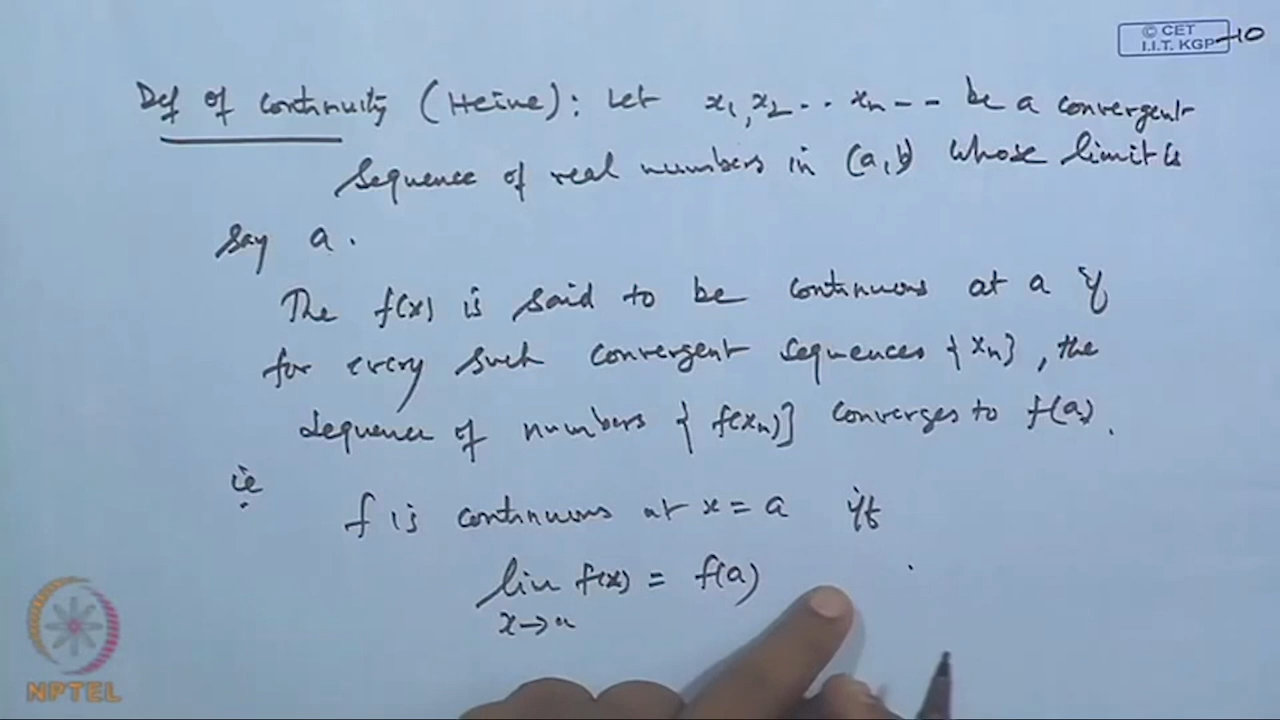 © CET
I.I.T. KGP
10
Def of continuity (Heine): Let x1, x2 .. xn -- be a convergent
sequence of real numbers in (a,b) whose limit is
say a.
The f(x) is said to be continuous at a if
for every such convergent sequences {xn}, the
sequence of numbers {f(xn)} converges to f(a).
ie
f is continuous at x = a iff
lim f(x) = f(a)
x→a
NPTEL